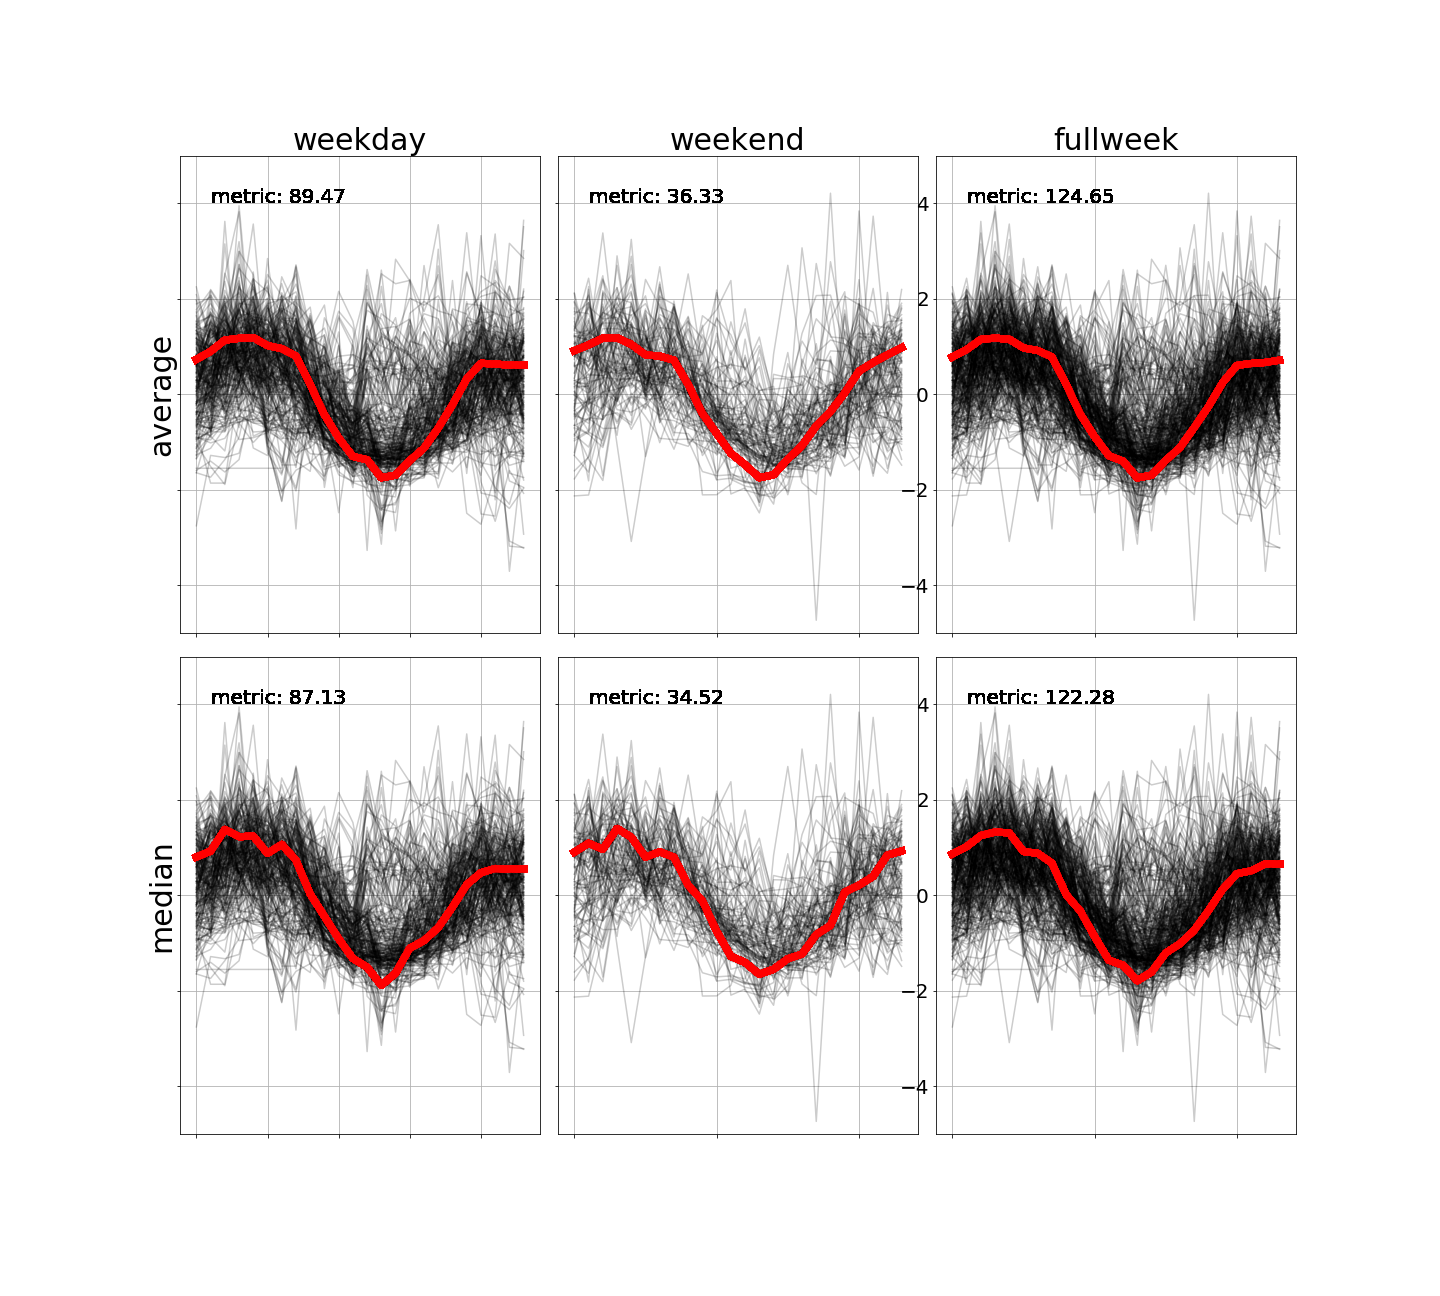 weekday weekend fullweek
average
metric: 89.47
metric: 36.33
metric: 124.65
4
2
0
−2
−4
median
metric: 87.13
metric: 34.52
metric: 122.28
4
2
0
−2
−4